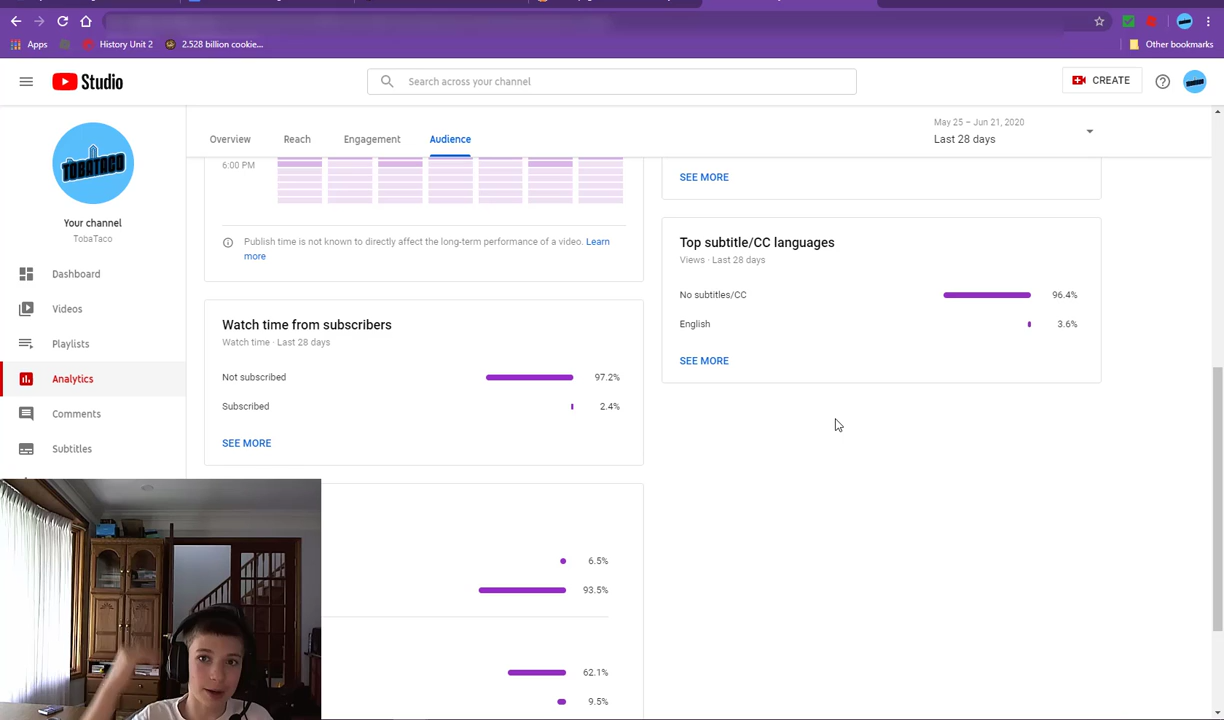 Apps
History Unit 2
2.528 billion cookie...
Other bookmarks
Studio
Search across your channel
CREATE
Overview
Reach
Engagement
Audience
May 25 – Jun 21, 2020
Last 28 days
TOBATACO
Your channel
TobaTaco
Dashboard
Videos
Playlists
Analytics
Comments
Subtitles
6:00 PM
Publish time is not known to directly affect the long-term performance of a video. Learn
more
Watch time from subscribers
Watch time · Last 28 days
Not subscribed 97.2%
Subscribed 2.4%
SEE MORE
6.5%
93.5%
62.1%
9.5%
SEE MORE
Top subtitle/CC languages
Views · Last 28 days
No subtitles/CC 96.4%
English 3.6%
SEE MORE